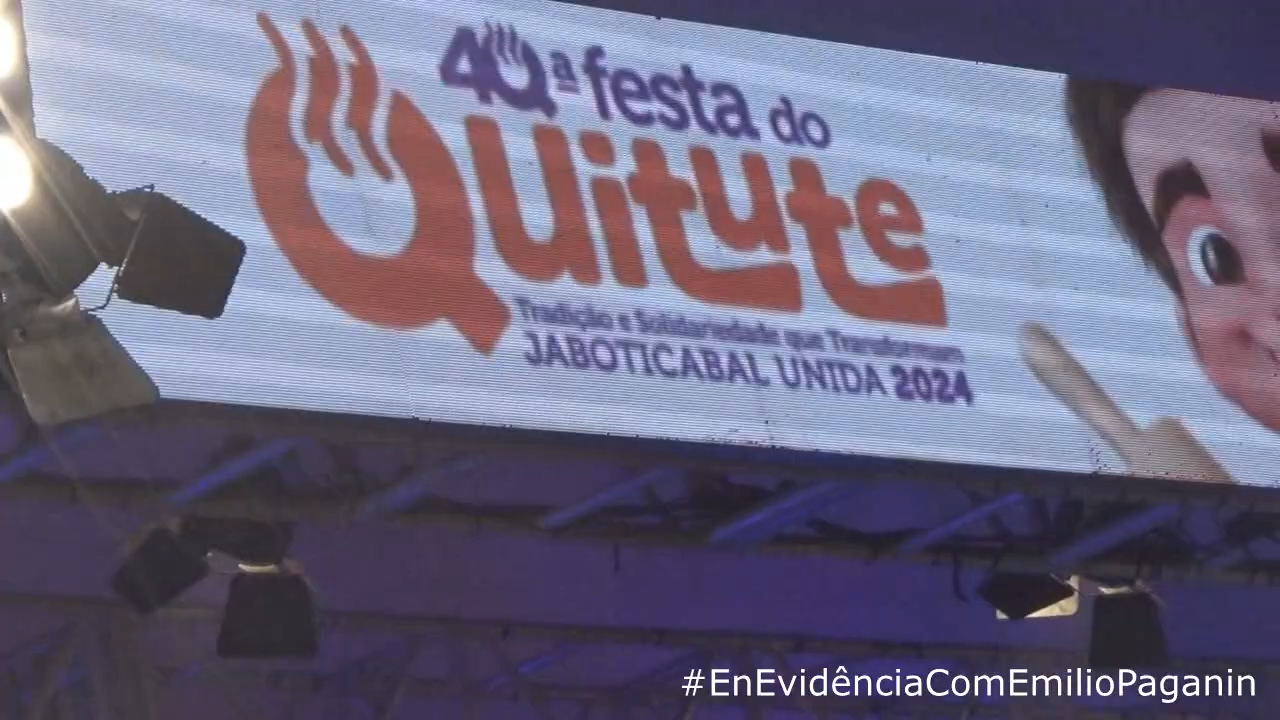 40ª festa do
Quitute
Tradição e Solidariedade que Transformam
JABOTICABAL UNIDA 2024
#EnEvidênciaComEmilioPaganin